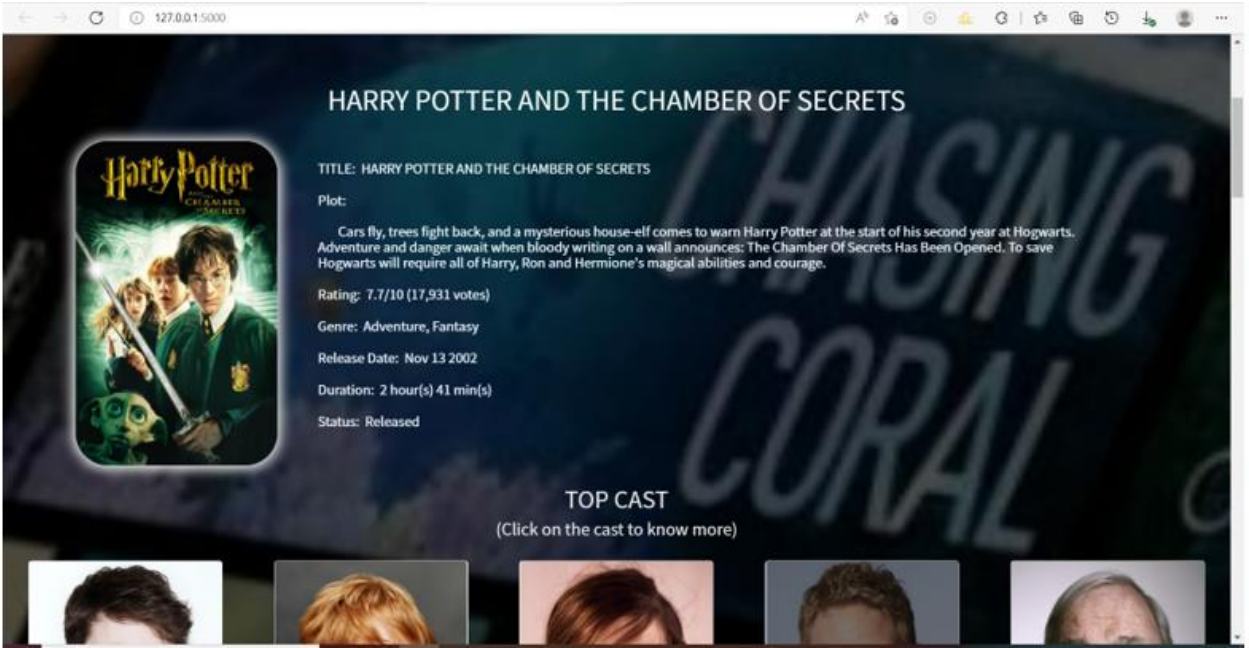 127.0.0.1:5000
HARRY POTTER AND THE CHAMBER OF SECRETS
Harry Potter
AND THE
CHAMBER
OF SECRETS
TITLE: HARRY POTTER AND THE CHAMBER OF SECRETS
Plot:
Cars fly, trees fight back, and a mysterious house-elf comes to warn Harry Potter at the start of his second year at Hogwarts.
Adventure and danger await when bloody writing on a wall announces: The Chamber Of Secrets Has Been Opened. To save
Hogwarts will require all of Harry, Ron and Hermione's magical abilities and courage.
Rating: 7.7/10 (17,931 votes)
Genre: Adventure, Fantasy
Release Date: Nov 13 2002
Duration: 2 hour(s) 41 min(s)
Status: Released
CHASING
CORAL
TOP CAST
(Click on the cast to know more)